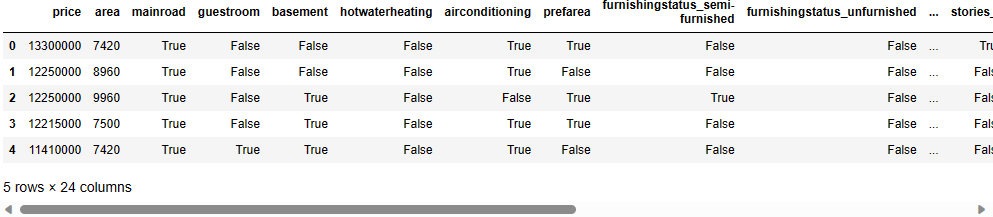 price area mainroad guestroom basement hotwaterheating airconditioning prefarea furnishingstatus_semi-furnished furnishingstatus_unfurnished ... stories_
0 13300000 7420 True False False False True True False False ... Tru
1 12250000 8960 True False False False True False False False ... Fals
2 12250000 9960 True False True False False True True False ... Fals
3 12215000 7500 True False True False True True False False ... Fals
4 11410000 7420 True True True False True False False False ... Fals
5 rows × 24 columns